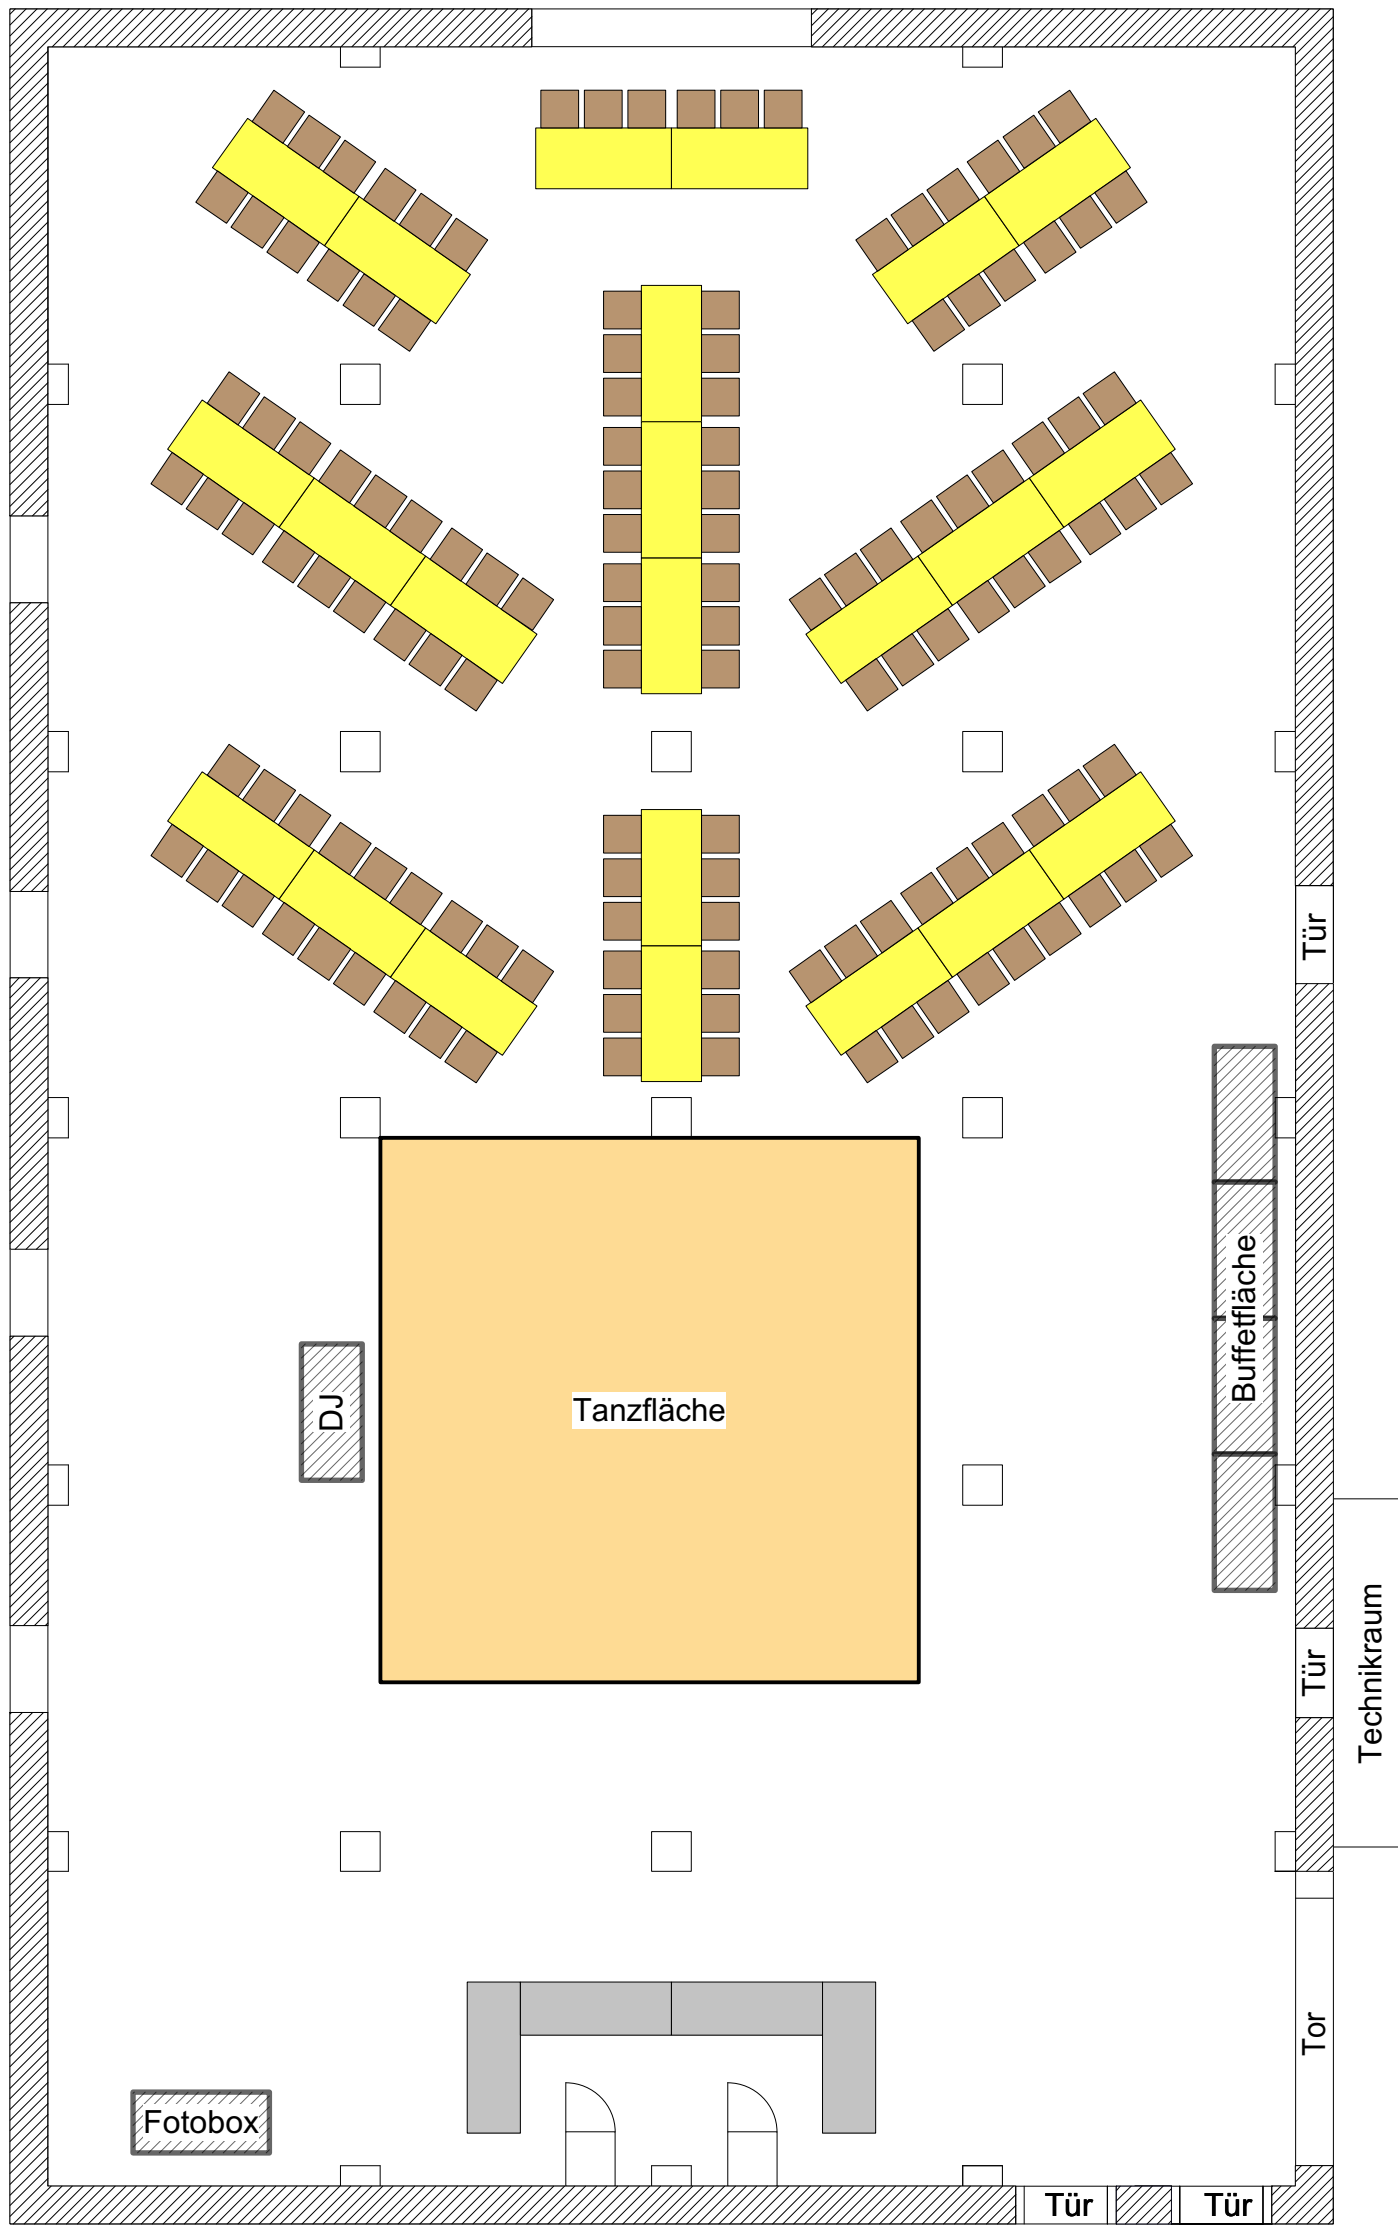 Tür
Buffetfläche
DJ
Tanzfläche
Tür
Technikraum
Tor
Fotobox
Tür
Tür